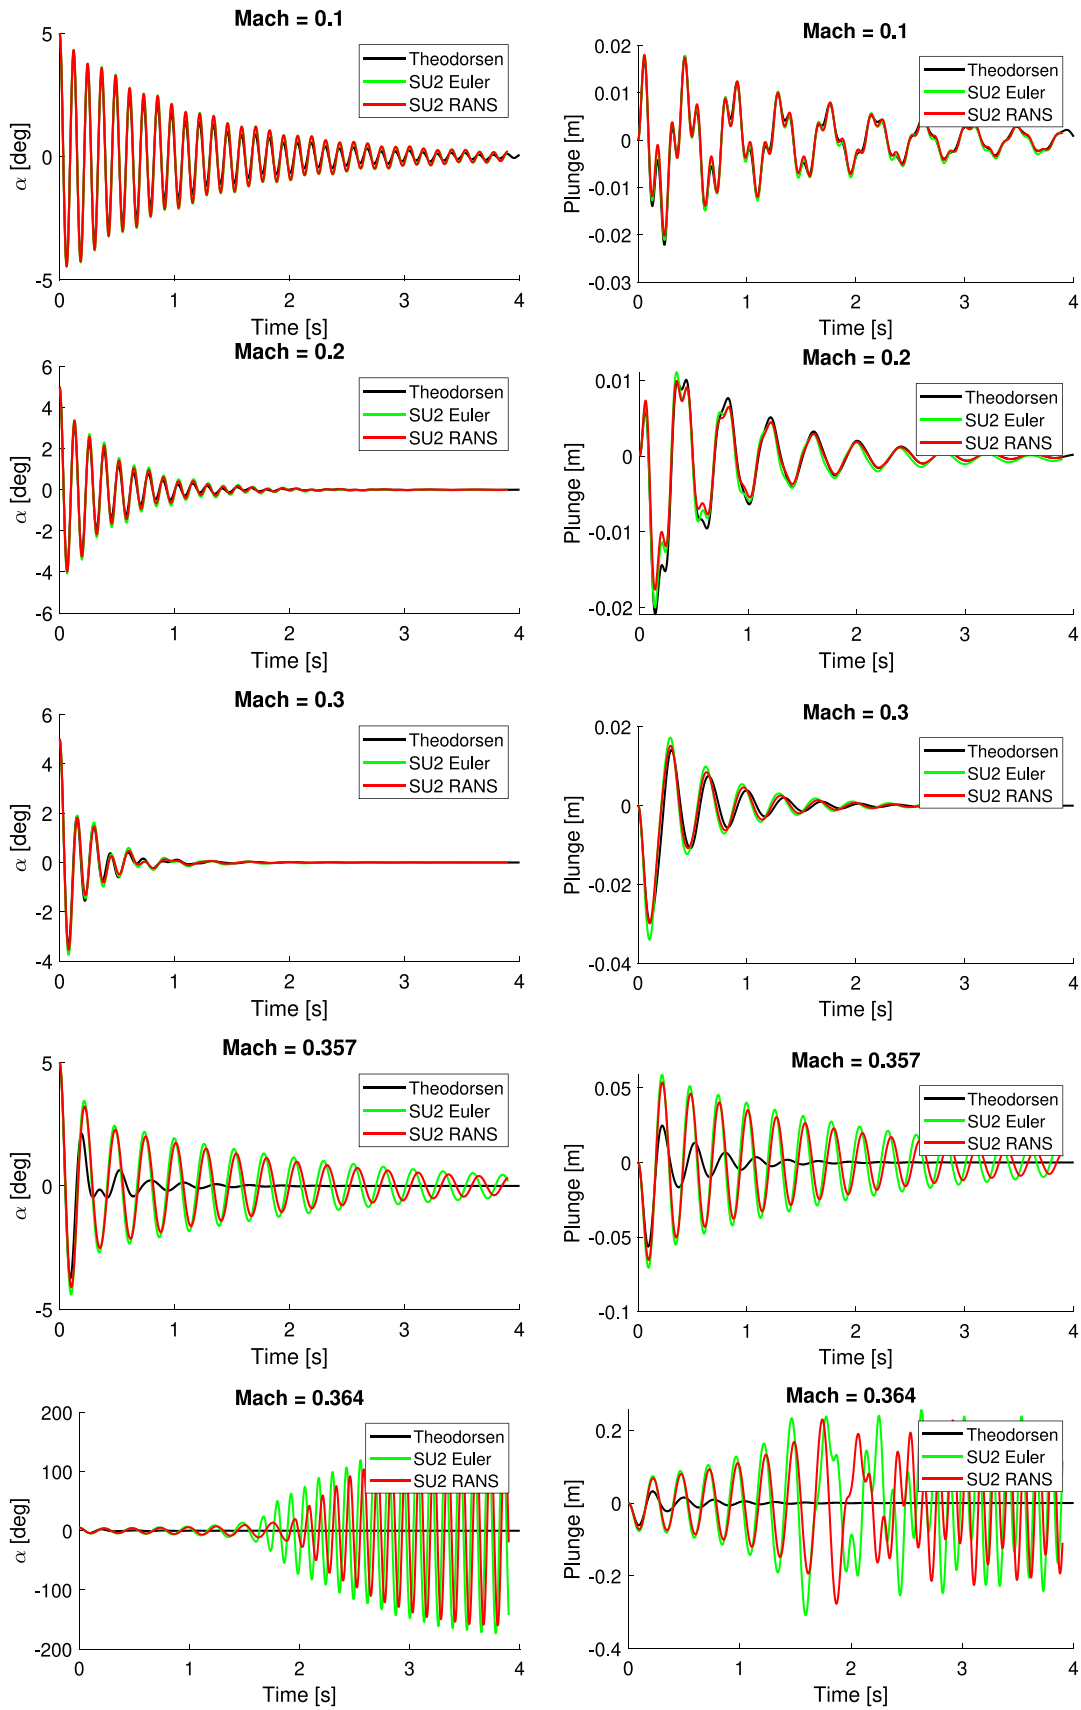 Mach = 0.1
5
0
-5
α [deg]
0 1 2 3 4
Time [s]
Theodorsen
SU2 Euler
SU2 RANS
Mach = 0.1
0.02
0.01
0
-0.01
-0.02
-0.03
Plunge [m]
0 1 2 3 4
Time [s]
Theodorsen
SU2 Euler
SU2 RANS
Mach = 0.2
6
4
2
0
-2
-4
-6
α [deg]
0 1 2 3 4
Time [s]
Theodorsen
SU2 Euler
SU2 RANS
Mach = 0.2
0.01
0
-0.01
-0.02
Plunge [m]
0 1 2 3 4
Time [s]
Theodorsen
SU2 Euler
SU2 RANS
Mach = 0.3
6
4
2
0
-2
-4
α [deg]
0 1 2 3 4
Time [s]
Theodorsen
SU2 Euler
SU2 RANS
Mach = 0.3
0.02
0
-0.02
-0.04
Plunge [m]
0 1 2 3 4
Time [s]
Theodorsen
SU2 Euler
SU2 RANS
Mach = 0.357
5
0
-5
α [deg]
0 1 2 3 4
Time [s]
Theodorsen
SU2 Euler
SU2 RANS
Mach = 0.357
0.05
0
-0.05
-0.1
Plunge [m]
0 1 2 3 4
Time [s]
Theodorsen
SU2 Euler
SU2 RANS
Mach = 0.364
200
100
0
-100
-200
α [deg]
0 1 2 3 4
Time [s]
Theodorsen
SU2 Euler
SU2 RANS
Mach = 0.364
0.2
0
-0.2
-0.4
Plunge [m]
0 1 2 3 4
Time [s]
Theodorsen
SU2 Euler
SU2 RANS